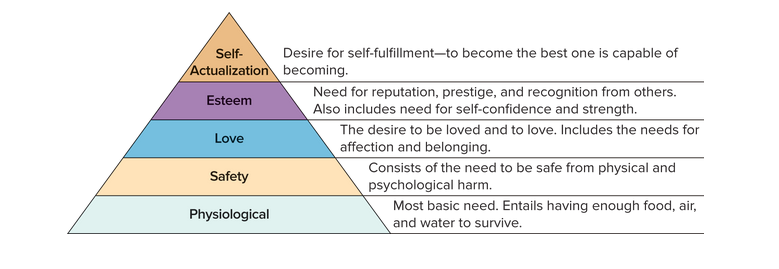 Self-
Actualization
Desire for self-fulfillment—to become the best one is capable of
becoming.
Esteem
Need for reputation, prestige, and recognition from others.
Also includes need for self-confidence and strength.
Love
The desire to be loved and to love. Includes the needs for
affection and belonging.
Safety
Consists of the need to be safe from physical and
psychological harm.
Physiological
Most basic need. Entails having enough food, air,
and water to survive.